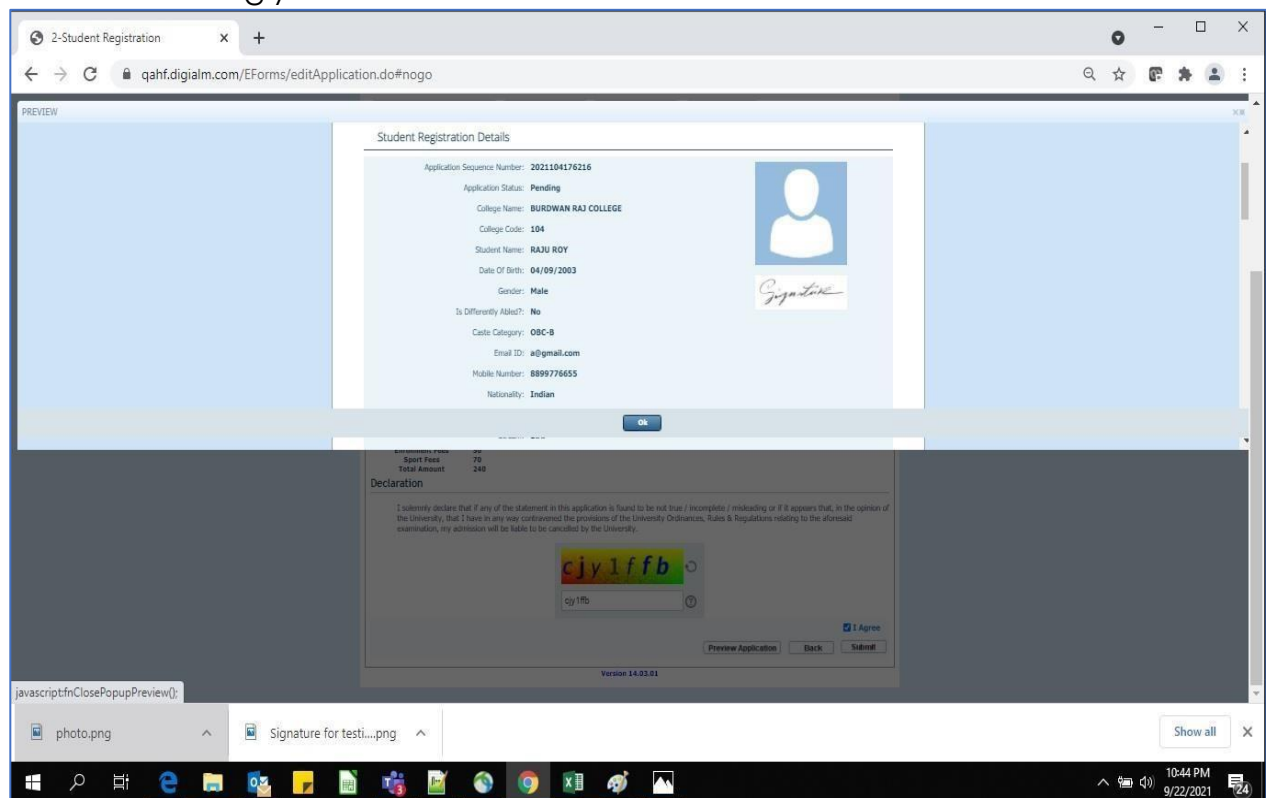 2-Student Registration
qahf.digialm.com/EForms/editApplication.do#nogo
PREVIEW
Student Registration Details
Application Sequence Number: 2021104176216
Application Status: Pending
College Name: BURDWAN RAJ COLLEGE
College Code: 104
Student Name: RAJU ROY
Date Of Birth: 04/09/2003
Gender: Male
Is Differently Abled?: No
Caste Category: OBC-B
Email ID: a@gmail.com
Mobile Number: 8899776655
Nationality: Indian
Signature
Ok
Enrollment Fees 50
Sport Fees 70
Total Amount 240
Declaration
I solemnly declare that if any of the statement in this application is found to be not true / incomplete / misleading or if it appears that, in the opinion of
the University, that I have in any way contravened the provisions of the University Ordinances, Rules & Regulations relating to the aforesaid
examination, my admission will be liable to be cancelled by the University.
cjy1ffb
cjy1ffb
I Agree
Preview Application Back Submit
Version 14.03.01
javascript:fnClosePopupPreview();
photo.png
Signature for testi....png
Show all
10:44 PM
9/22/2021
24